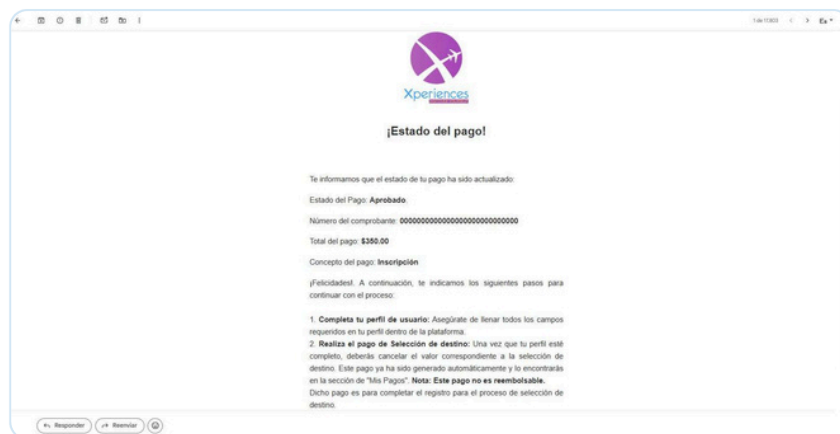 1 de 11,903
Es
Xperiences
¡Estado del pago!
Te informamos que el estado de tu pago ha sido actualizado:
Estado del Pago: Aprobado.
Total del pago: $350.00
Concepto del pago: Inscripción
¡Felicidades!. A continuación, te indicamos los siguientes pasos para
continuar con el proceso:
1. Completa tu perfil de usuario: Asegúrate de llenar todos los campos
requeridos en tu perfil dentro de la plataforma.
2. Realiza el pago de Selección de destino: Una vez que tu perfil esté
completo, deberás cancelar el valor correspondiente a la selección de
destino. Este pago ya ha sido generado automáticamente y lo encontrarás
en la sección de "Mis Pagos". Nota: Este pago no es reembolsable.
Dicho pago es para completar el registro para el proceso de selección de
destino.
Responder
Reenviar